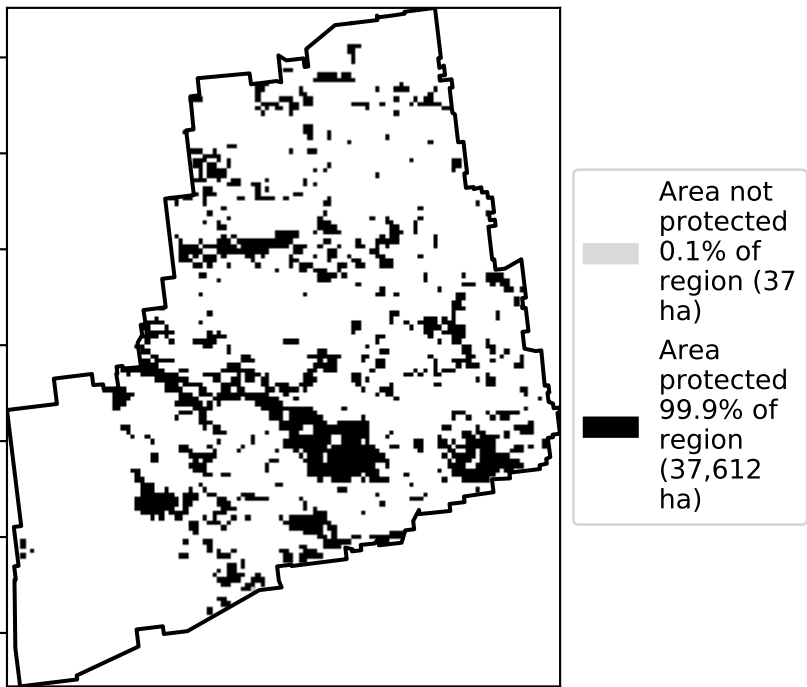 Area not
protected
0.1% of
region (37
ha)
Area
protected
99.9% of
region
(37,612
ha)